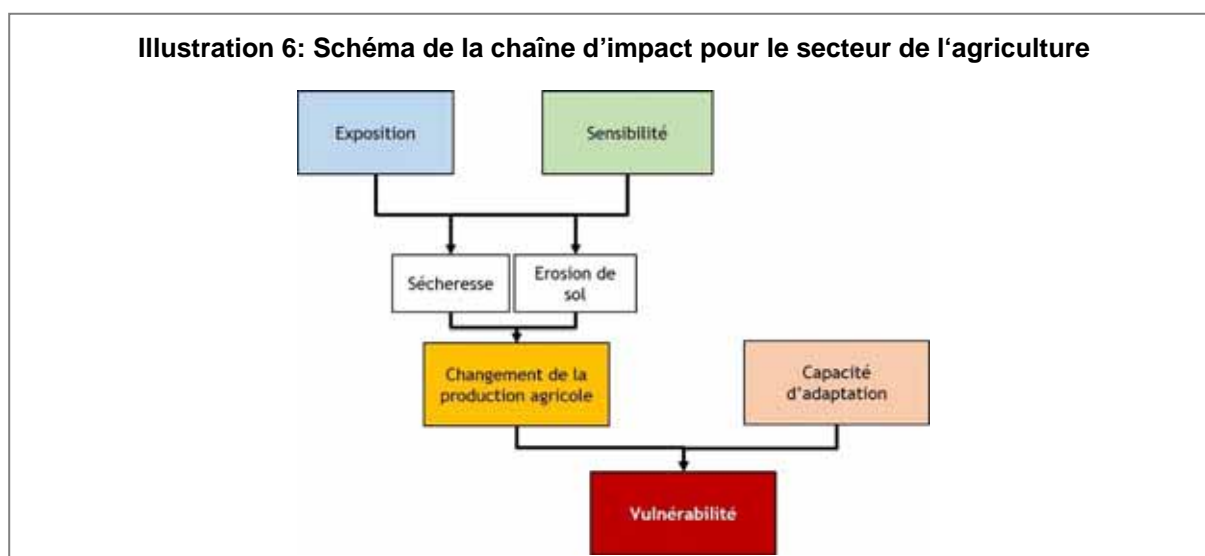 Illustration 6: Schéma de la chaîne d’impact pour le secteur de l‘agriculture
Exposition
Sensibilité
Sécheresse
Erosion de
sol
Changement de la
production agricole
Capacité
d’adaptation
Vulnérabilité